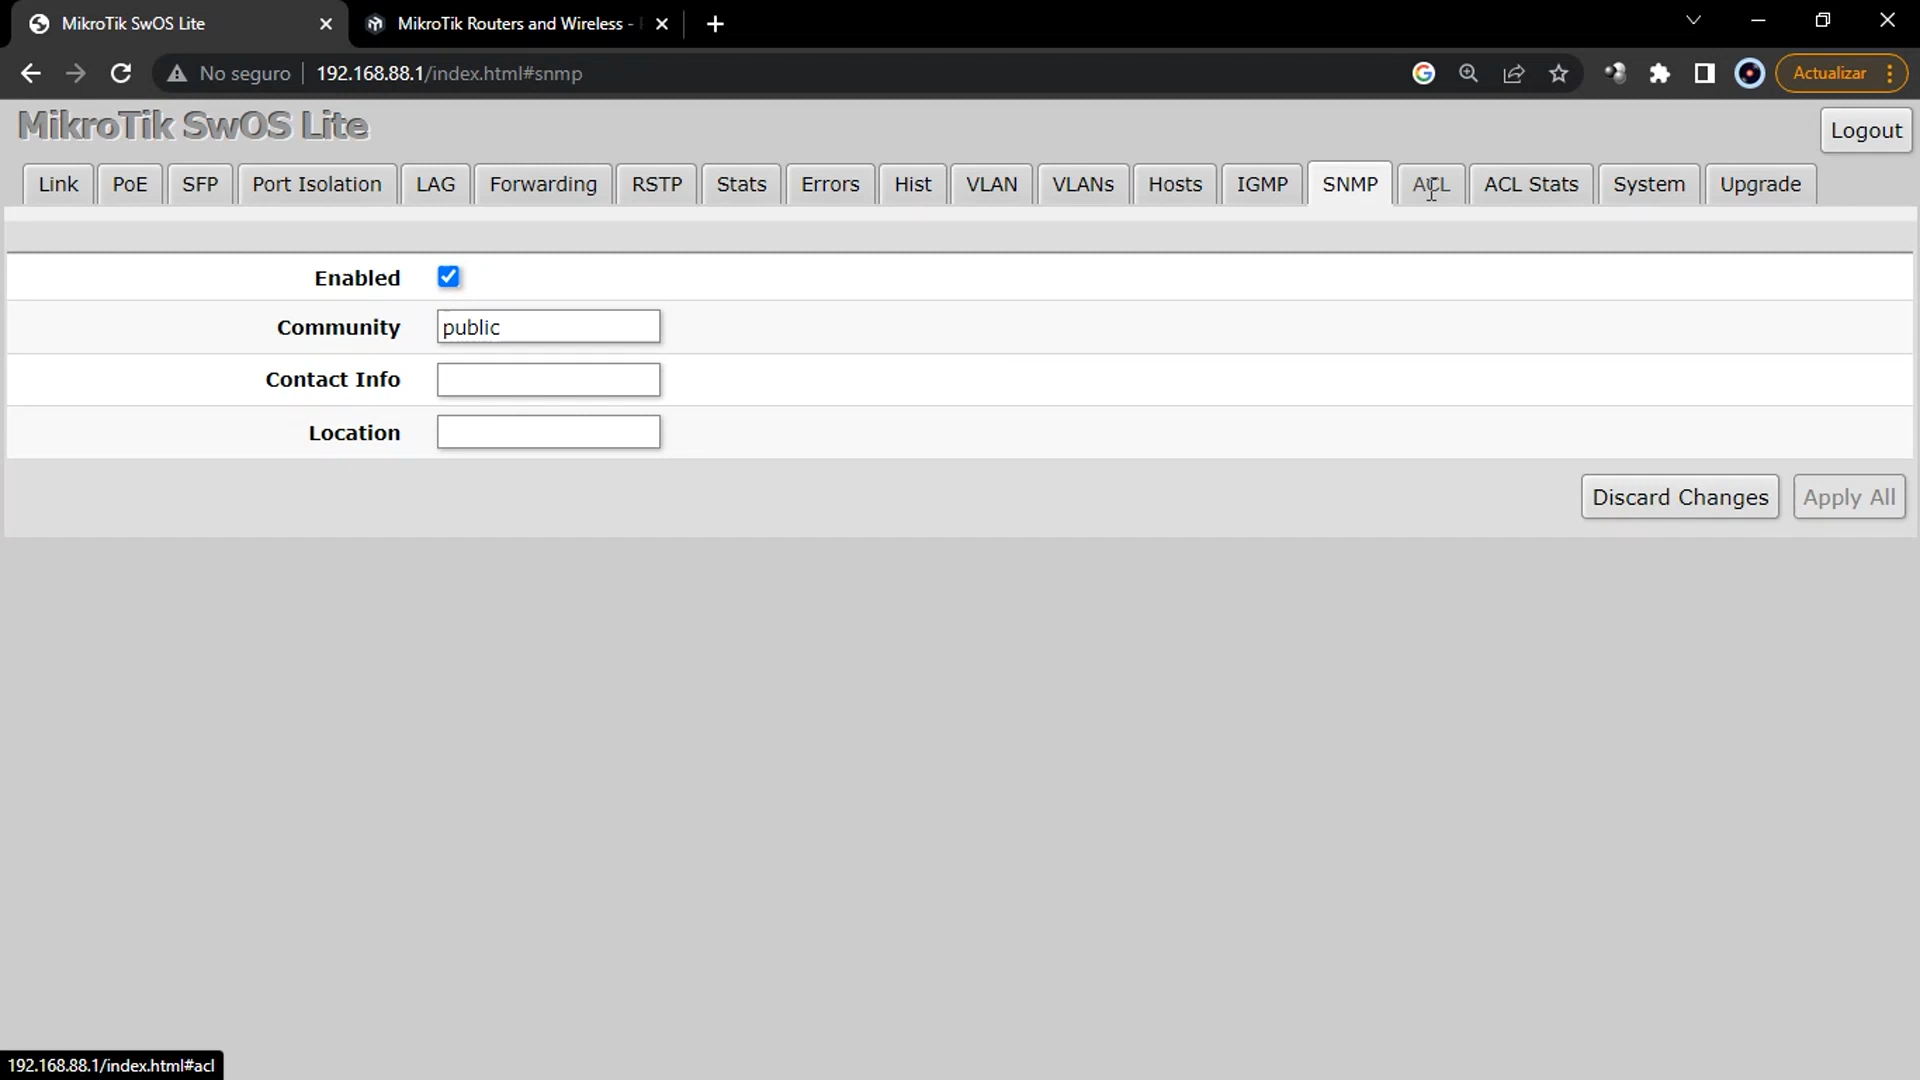 MikroTik SwOS Lite
MikroTik Routers and Wireless -
No seguro
192.168.88.1/index.html#snmp
Actualizar
MikroTik SwOS Lite
Logout
Link PoE SFP Port Isolation LAG Forwarding RSTP Stats Errors Hist VLAN VLANs Hosts IGMP SNMP ACL ACL Stats System Upgrade
Enabled
Community public
Contact Info
Location
Discard Changes Apply All
192.168.88.1/index.html#acl